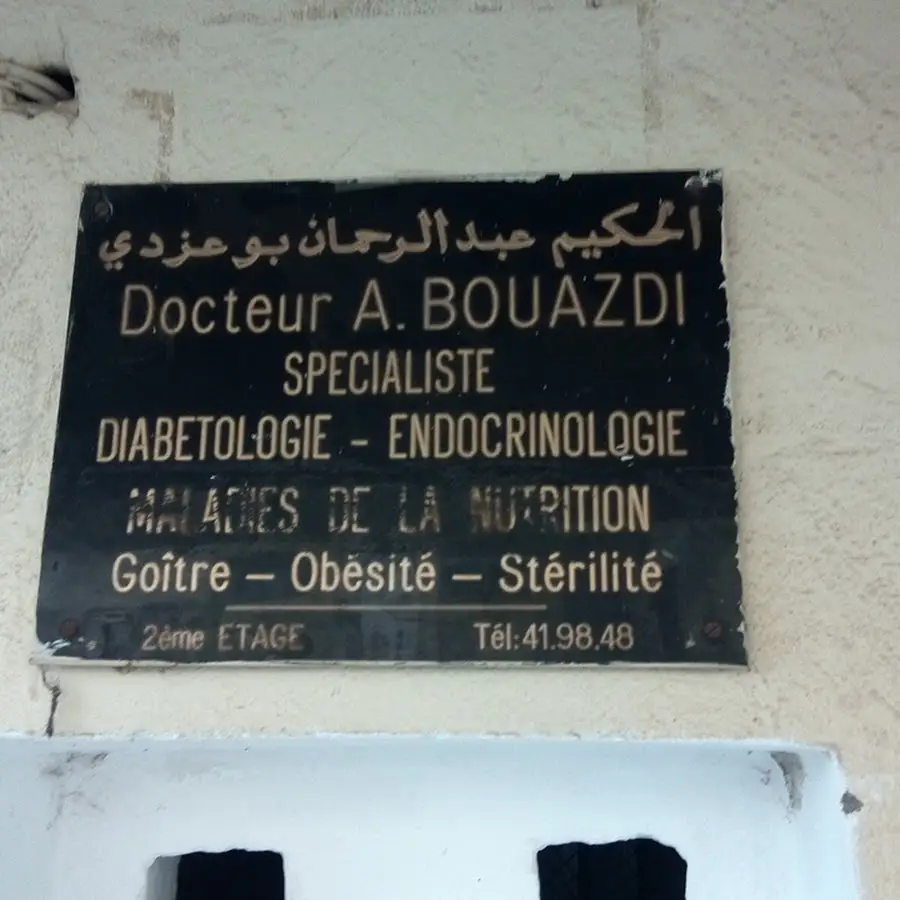 الحكيم عبد الرحمان بوعزدي
Docteur A. BOUAZDI
SPECIALISTE
DIABETOLOGIE - ENDOCRINOLOGIE
MALADIES DE LA NUTRITION
Goître - Obésité - Stérilité
2ème ETAGE Tél:41.98.48